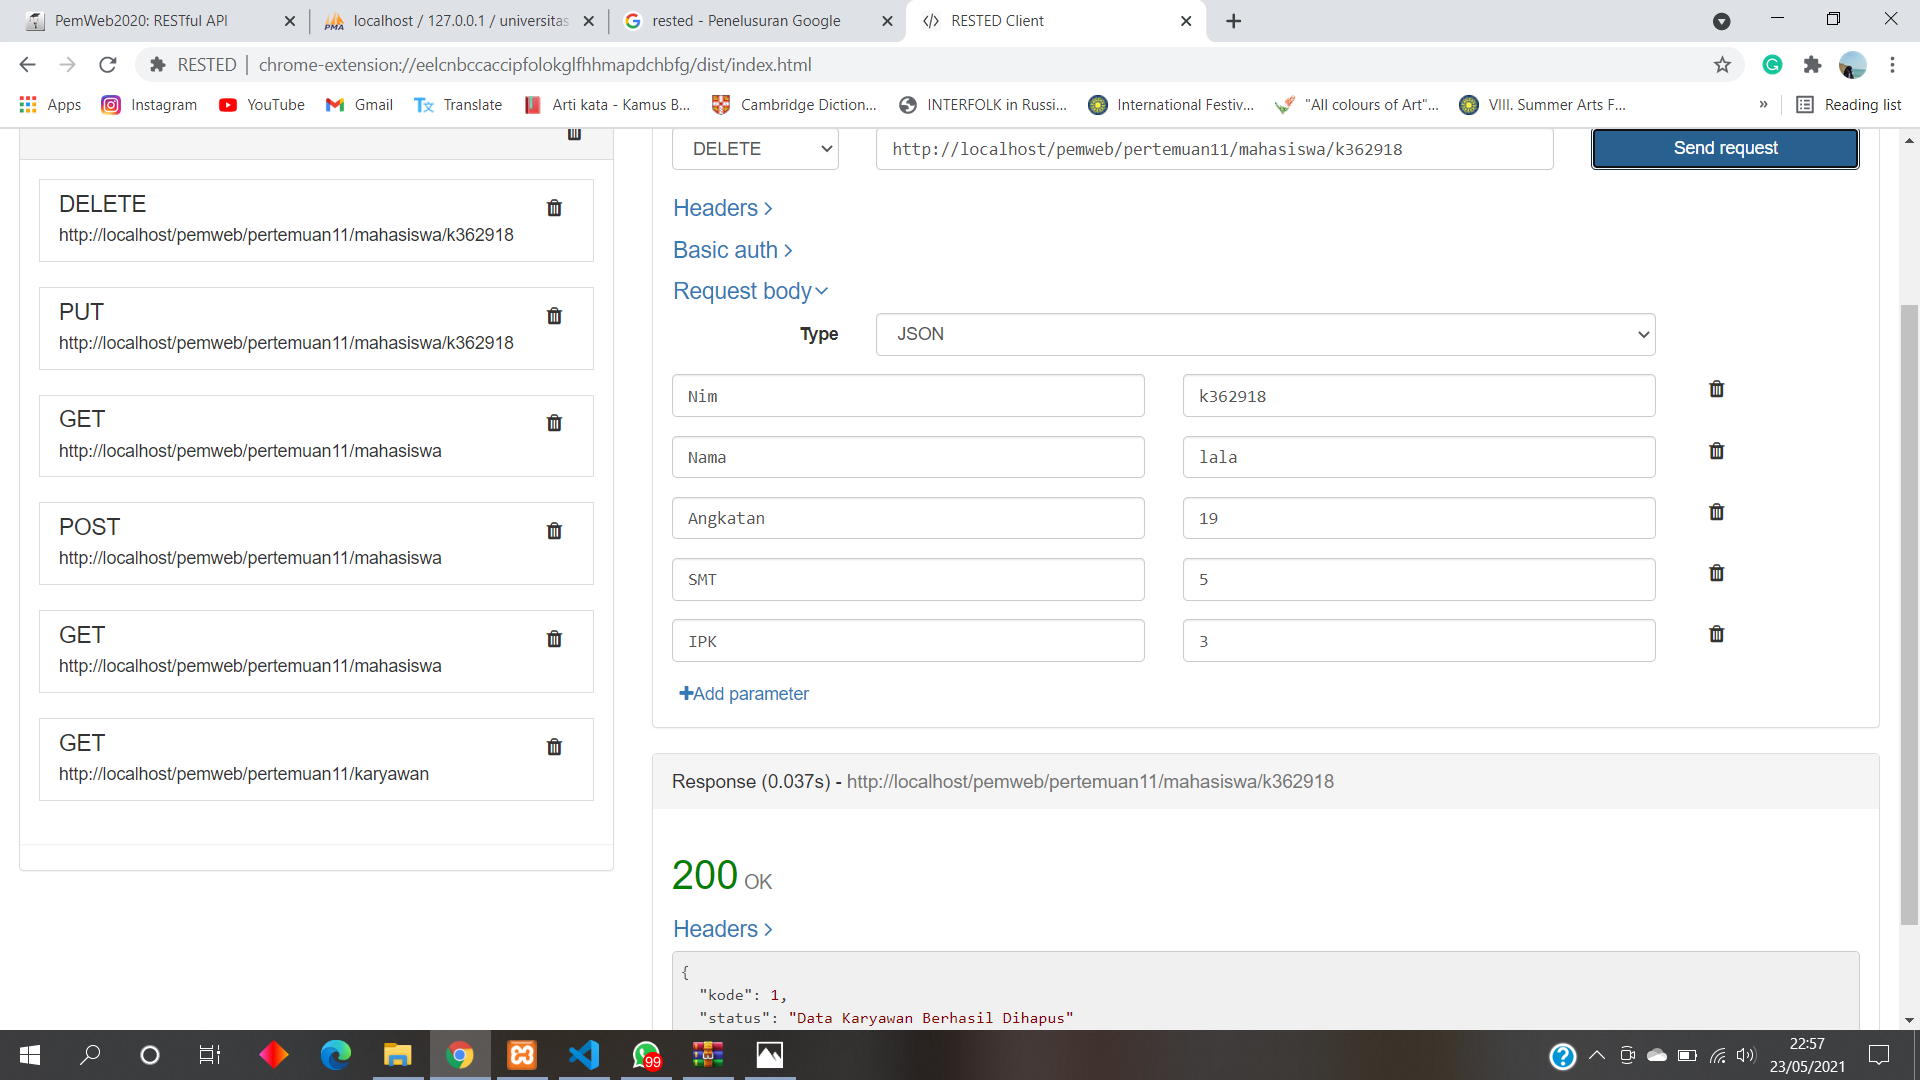 PemWeb2020: RESTful API
localhost / 127.0.0.1 / universitas
rested - Penelusuran Google
RESTED Client
RESTED
chrome-extension://eelcnbccaccipfolokglfhhmapdchbfg/dist/index.html
Apps
Instagram
YouTube
Gmail
Translate
Arti kata - Kamus B...
Cambridge Diction...
INTERFOLK in Russi...
International Festiv...
"All colours of Art"...
VIII. Summer Arts F...
»
Reading list
DELETE
http://localhost/pemweb/pertemuan11/mahasiswa/k362918
PUT
http://localhost/pemweb/pertemuan11/mahasiswa/k362918
GET
http://localhost/pemweb/pertemuan11/mahasiswa
POST
http://localhost/pemweb/pertemuan11/mahasiswa
GET
http://localhost/pemweb/pertemuan11/mahasiswa
GET
http://localhost/pemweb/pertemuan11/karyawan
DELETE
http://localhost/pemweb/pertemuan11/mahasiswa/k362918
Send request
Headers
Basic auth
Request body
Type
JSON
Nim
k362918
Nama
lala
Angkatan
19
SMT
5
IPK
3
Add parameter
Response (0.037s) - http://localhost/pemweb/pertemuan11/mahasiswa/k362918
200 OK
Headers
{
"kode": 1,
"status": "Data Karyawan Berhasil Dihapus"
99
22:57
23/05/2021